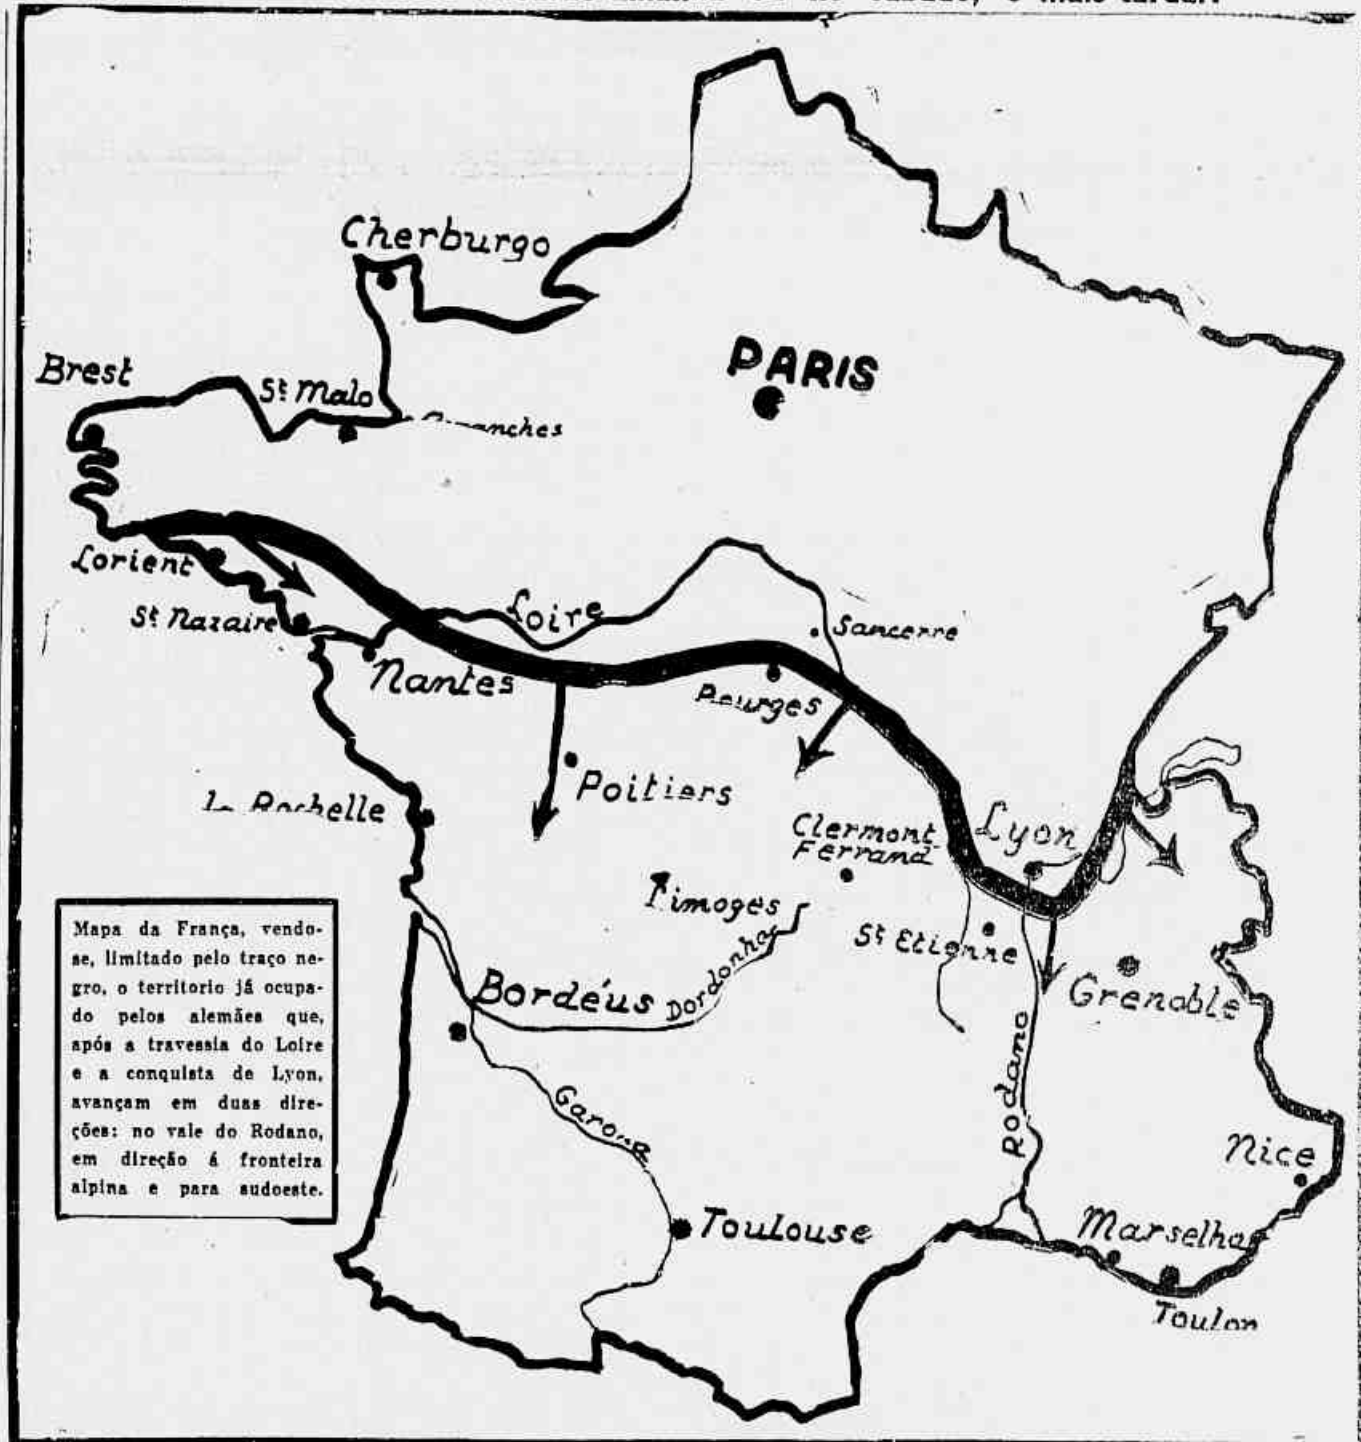 Cherburgo
PARIS
Brest
St Malo
Lorient
St Nazaire
Loire
Sancerre
Nantes
Poitiers
Lyon
Clermont
Ferrand
St Etienne
Grenoble
Bordéus
Dordonha
Rodano
Nice
Toulouse
Marselha
Toulon
Mapa da França, vendo-
se, limitado pelo traço ne-
gro, o territorio já ocupa-
do pelos alemães que,
após a travessia do Loire
e a conquista de Lyon,
avançam em duas dire-
ções: no vale do Rodano,
em direção á fronteira
alpina e para sudoeste.